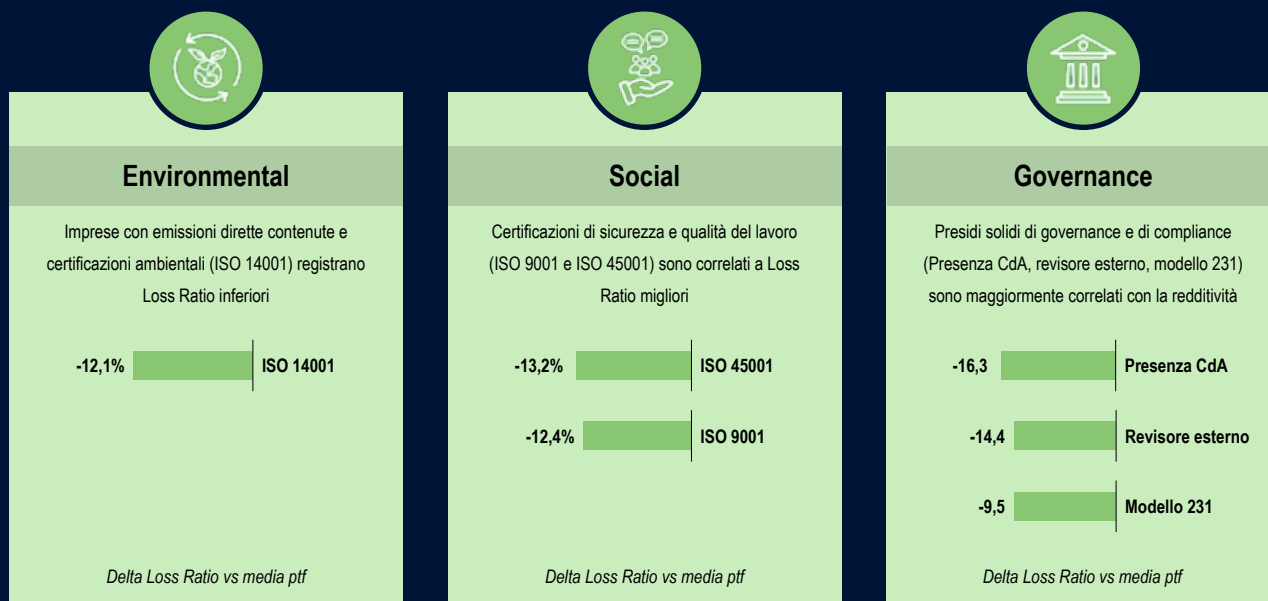 Environmental
Imprese con emissioni dirette contenute e
certificazioni ambientali (ISO 14001) registrano
Loss Ratio inferiori
-12,1% ISO 14001
Delta Loss Ratio vs media ptf
Social
Certificazioni di sicurezza e qualità del lavoro
(ISO 9001 e ISO 45001) sono correlati a Loss
Ratio migliori
-13,2% ISO 45001
-12,4% ISO 9001
Delta Loss Ratio vs media ptf
Governance
Presidi solidi di governance e di compliance
(Presenza CdA, revisore esterno, modello 231)
sono maggiormente correlati con la redditività
-16,3 Presenza CdA
-14,4 Revisore esterno
-9,5 Modello 231
Delta Loss Ratio vs media ptf